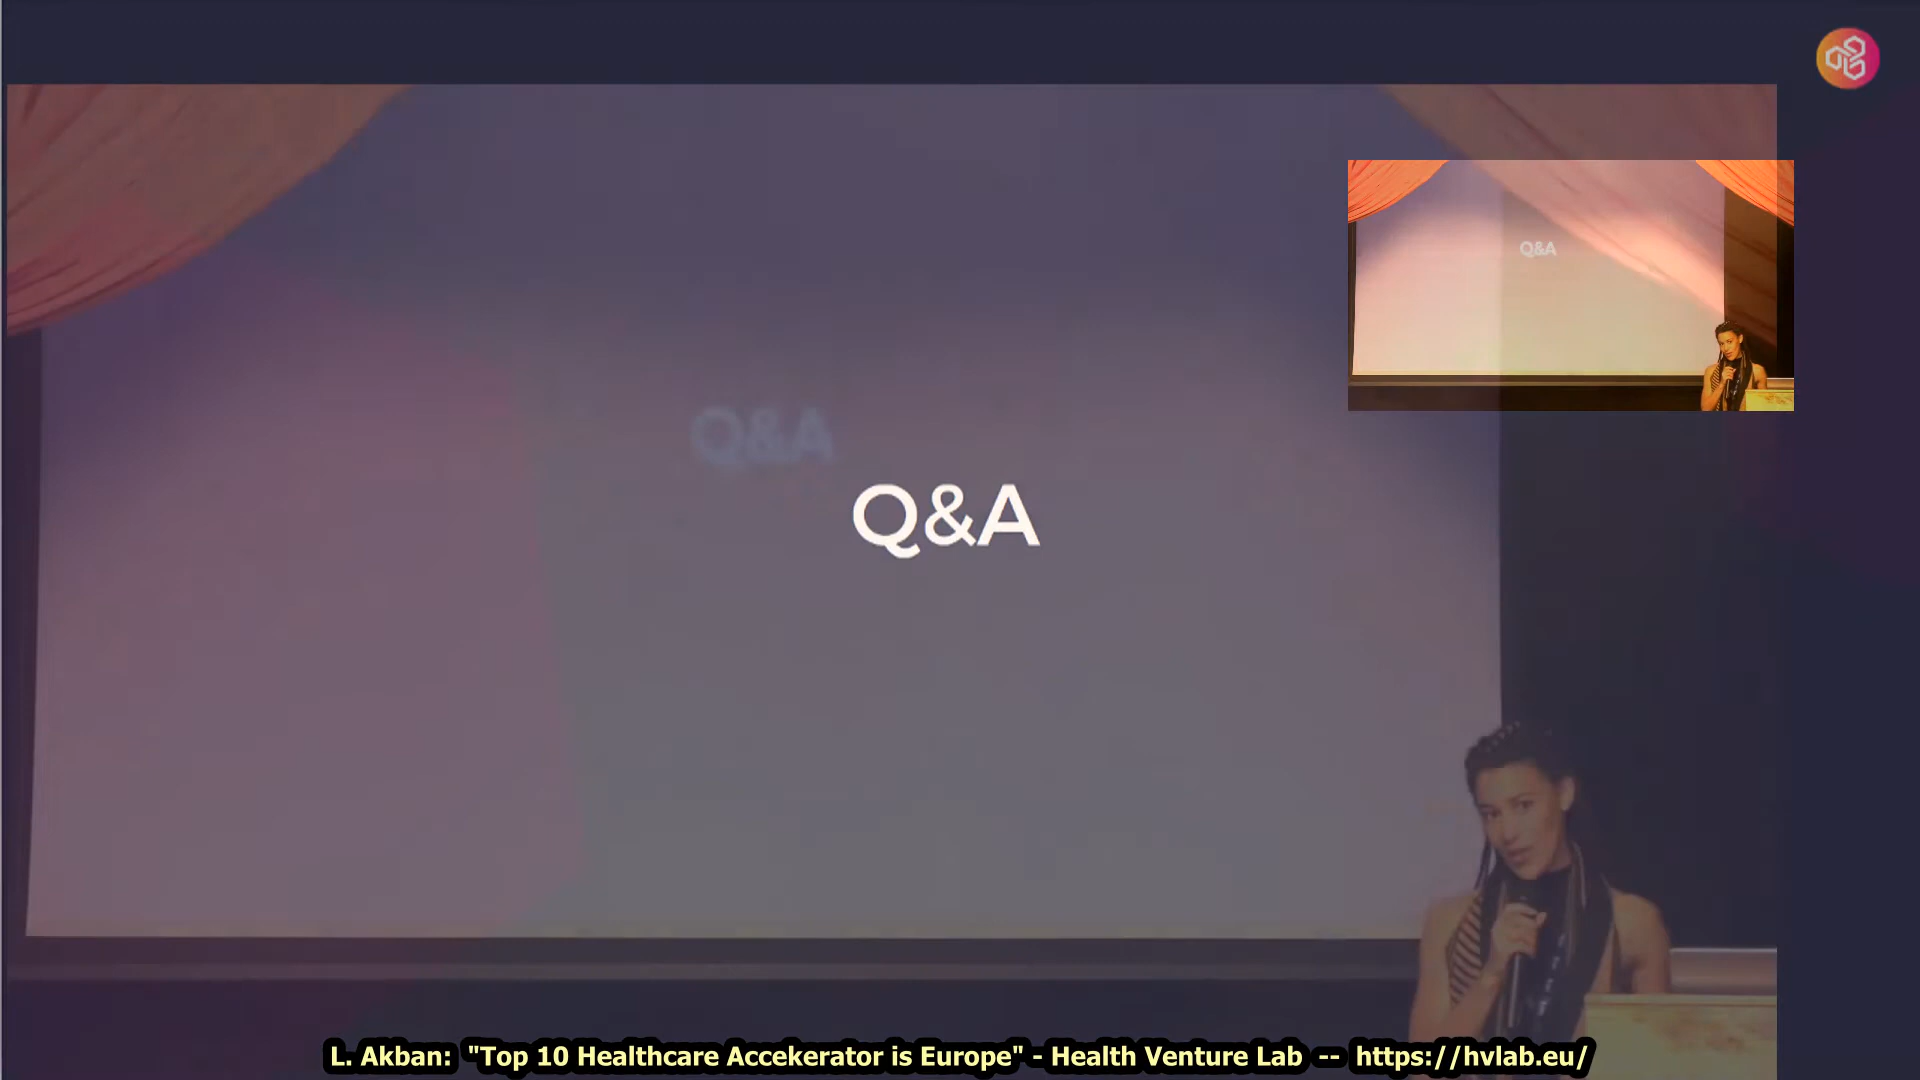 Q&A
Q&A
Q&A
L. Akban: "Top 10 Healthcare Accekerator is Europe" - Health Venture Lab -- https://hvlab.eu/